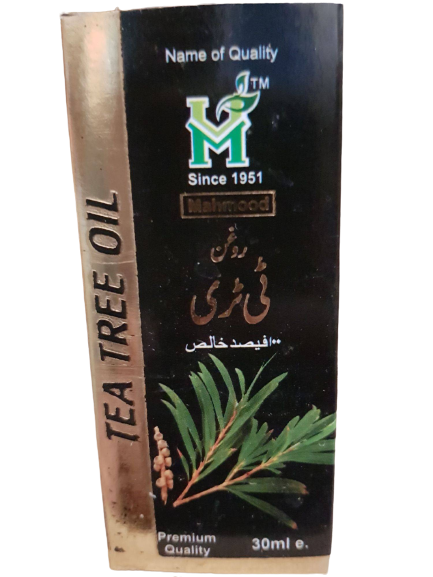 Name of Quality
TM
VM
Since 1951
Mahmood
روغن
ٹی ٹری
۱۰۰ فیصد خالص
TEA TREE OIL
Premium
Quality
30ml e.